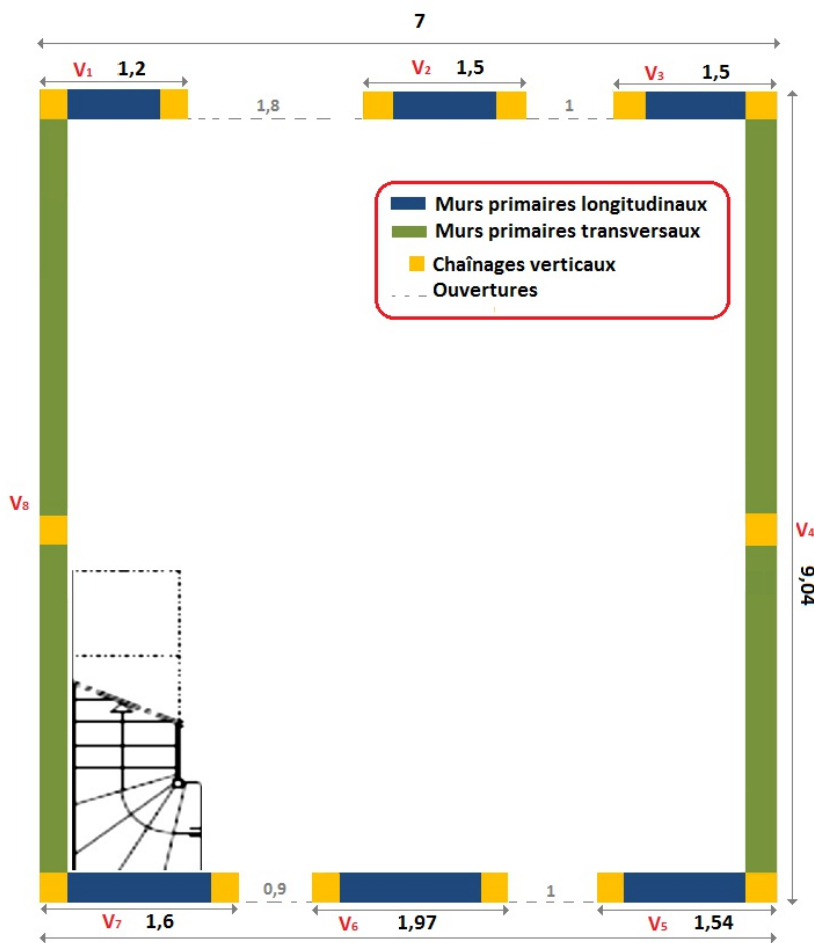 7
V₁ 1,2
V₂ 1,5
V₃ 1,5
1,8
1
Murs primaires longitudinaux
Murs primaires transversaux
Chaînages verticaux
Ouvertures
V₈
V₄
9,04
0,9
1
V₇ 1,6
V₆ 1,97
V₅ 1,54